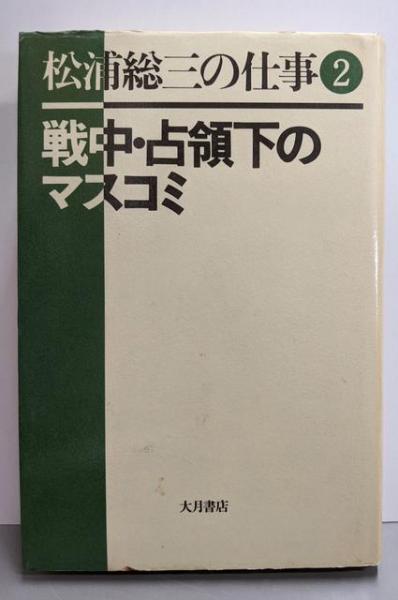 松浦総三の仕事②
戦中・占領下の
マスコミ
大月書店